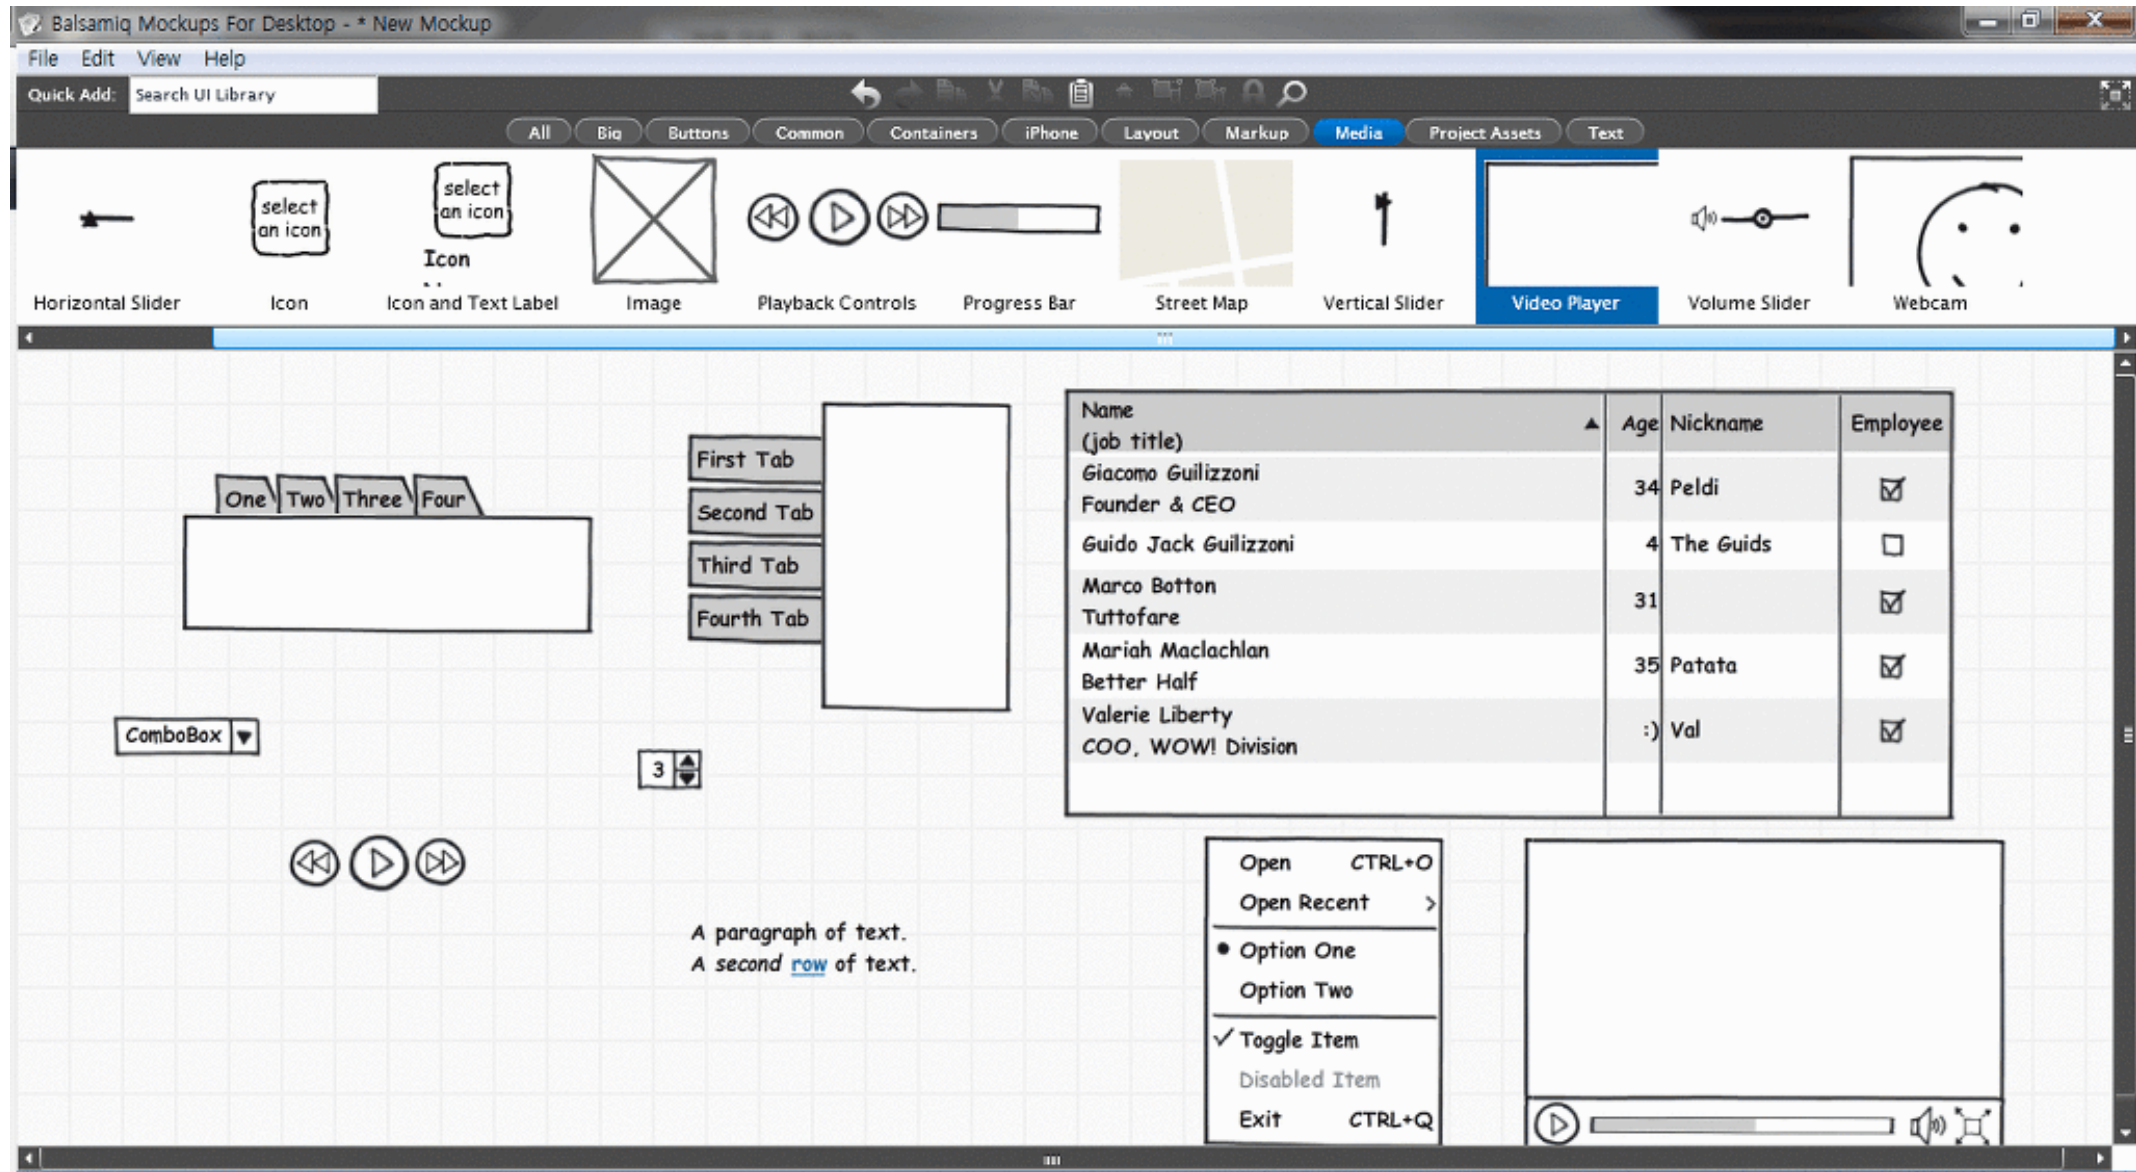 Balsamiq Mockups For Desktop - * New Mockup
File Edit View Help
Quick Add: Search UI Library
All Big Buttons Common Containers iPhone Layout Markup Media Project Assets Text
select an icon
select an icon
Icon
Horizontal Slider Icon Icon and Text Label Image Playback Controls Progress Bar Street Map Vertical Slider Video Player Volume Slider Webcam
One Two Three Four
First Tab
Second Tab
Third Tab
Fourth Tab
Name
(job title) Age Nickname Employee
Giacomo Guilizzoni
Founder & CEO 34 Peldi
Guido Jack Guilizzoni 4 The Guids
Marco Botton
Tuttofare 31
Mariah Maclachlan
Better Half 35 Patata
Valerie Liberty
COO, WOW! Division :) Val
ComboBox
3
A paragraph of text.
A second row of text.
Open CTRL+O
Open Recent >
Option One
Option Two
Toggle Item
Disabled Item
Exit CTRL+Q